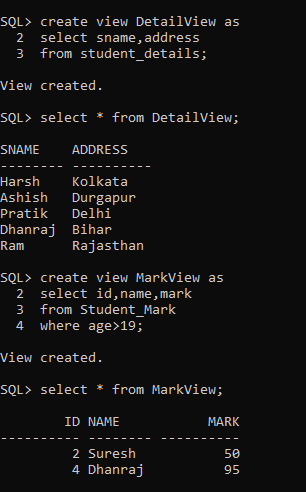 SQL> create view DetailView as
  2  select sname,address
  3  from student_details;
View created.
SQL> select * from DetailView;
SNAME    ADDRESS
-------- ----------
Harsh    Kolkata
Ashish   Durgapur
Pratik   Delhi
Dhanraj  Bihar
Ram      Rajasthan
SQL> create view MarkView as
  2  select id,name,mark
  3  from Student_Mark
  4  where age>19;
View created.
SQL> select * from MarkView;
        ID NAME           MARK
---------- -------- ----------
         2 Suresh           50
         4 Dhanraj          95